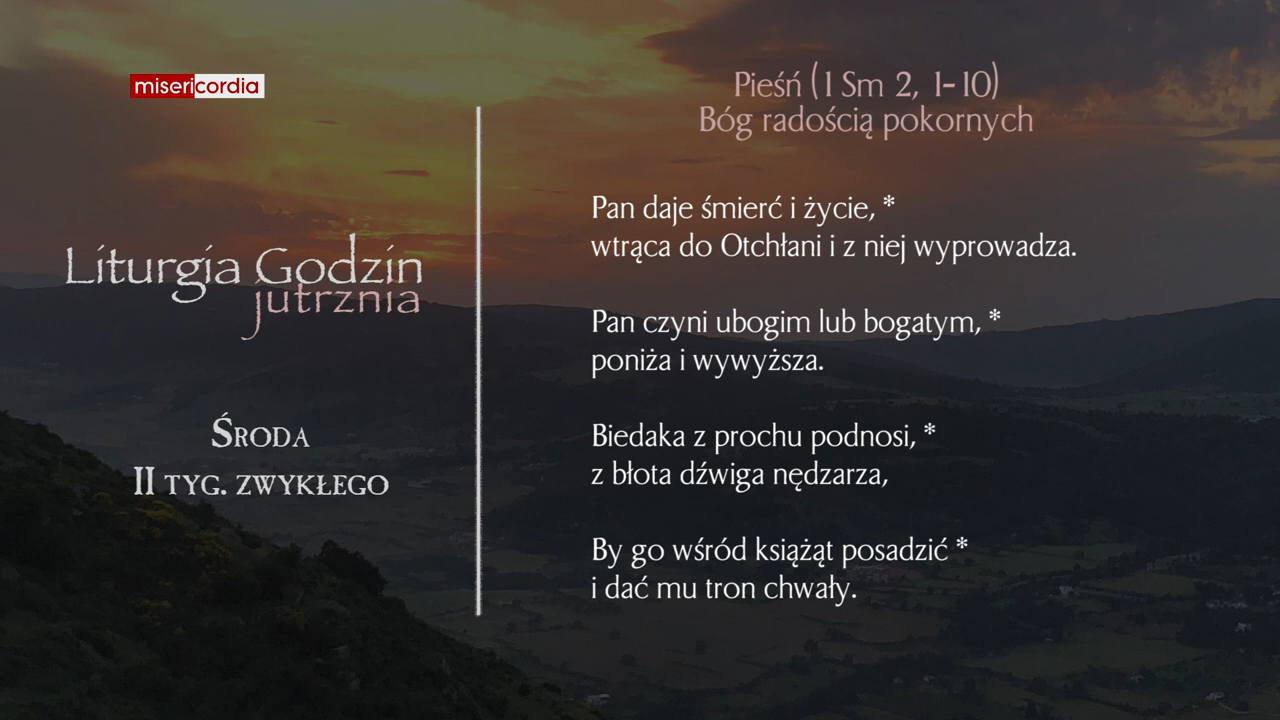 misericordia
Liturgia Godzin
jutrznia
Środa
II tyg. zwykłego
Pieśń (1 Sm 2, 1-10)
Bóg radością pokornych
Pan daje śmierć i życie, *
wtrąca do Otchłani i z niej wyprowadza.
Pan czyni ubogim lub bogatym, *
poniża i wywyższa.
Biedaka z prochu podnosi, *
z błota dźwiga nędzarza,
By go wśród książąt posadzić *
i dać mu tron chwały.